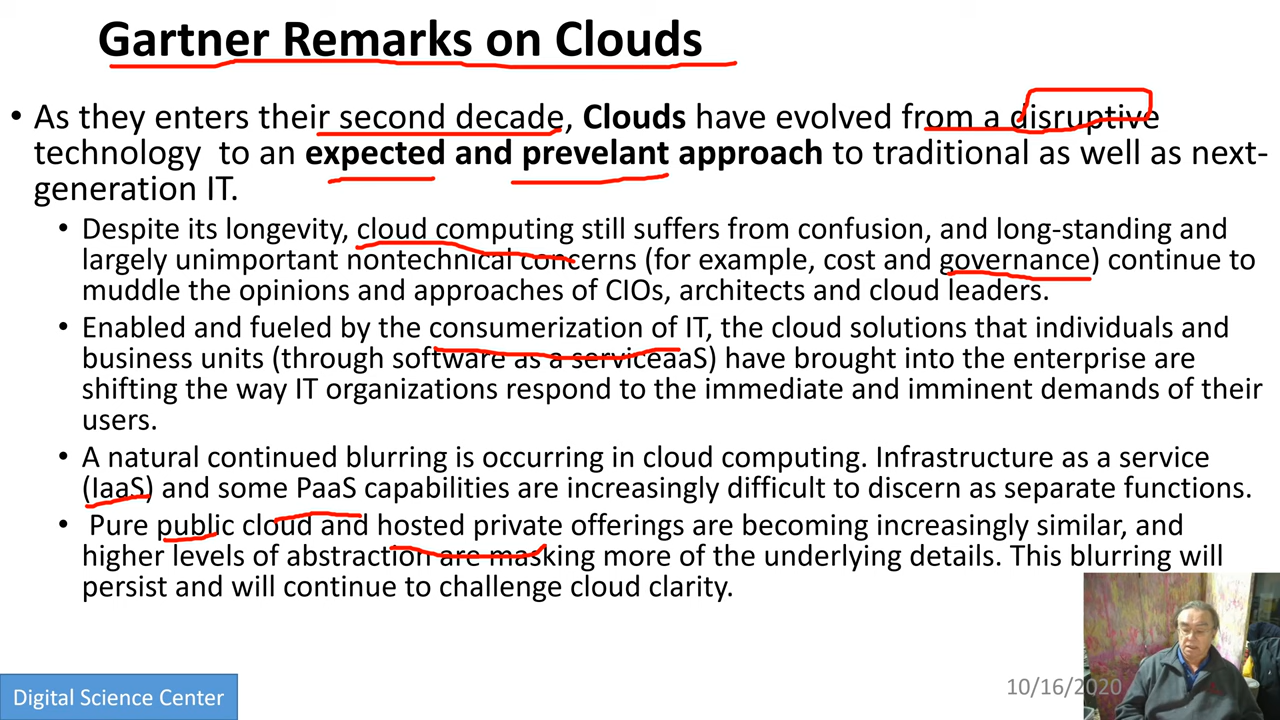 Gartner Remarks on Clouds
• As they enters their second decade, Clouds have evolved from a disruptive
technology to an expected and prevelant approach to traditional as well as next-
generation IT.
• Despite its longevity, cloud computing still suffers from confusion, and long-standing and
largely unimportant nontechnical concerns (for example, cost and governance) continue to
muddle the opinions and approaches of CIOs, architects and cloud leaders.
• Enabled and fueled by the consumerization of IT, the cloud solutions that individuals and
business units (through software as a serviceaaS) have brought into the enterprise are
shifting the way IT organizations respond to the immediate and imminent demands of their
users.
• A natural continued blurring is occurring in cloud computing. Infrastructure as a service
(IaaS) and some PaaS capabilities are increasingly difficult to discern as separate functions.
• Pure public cloud and hosted private offerings are becoming increasingly similar, and
higher levels of abstraction are masking more of the underlying details. This blurring will
persist and will continue to challenge cloud clarity.
Digital Science Center
10/16/2020